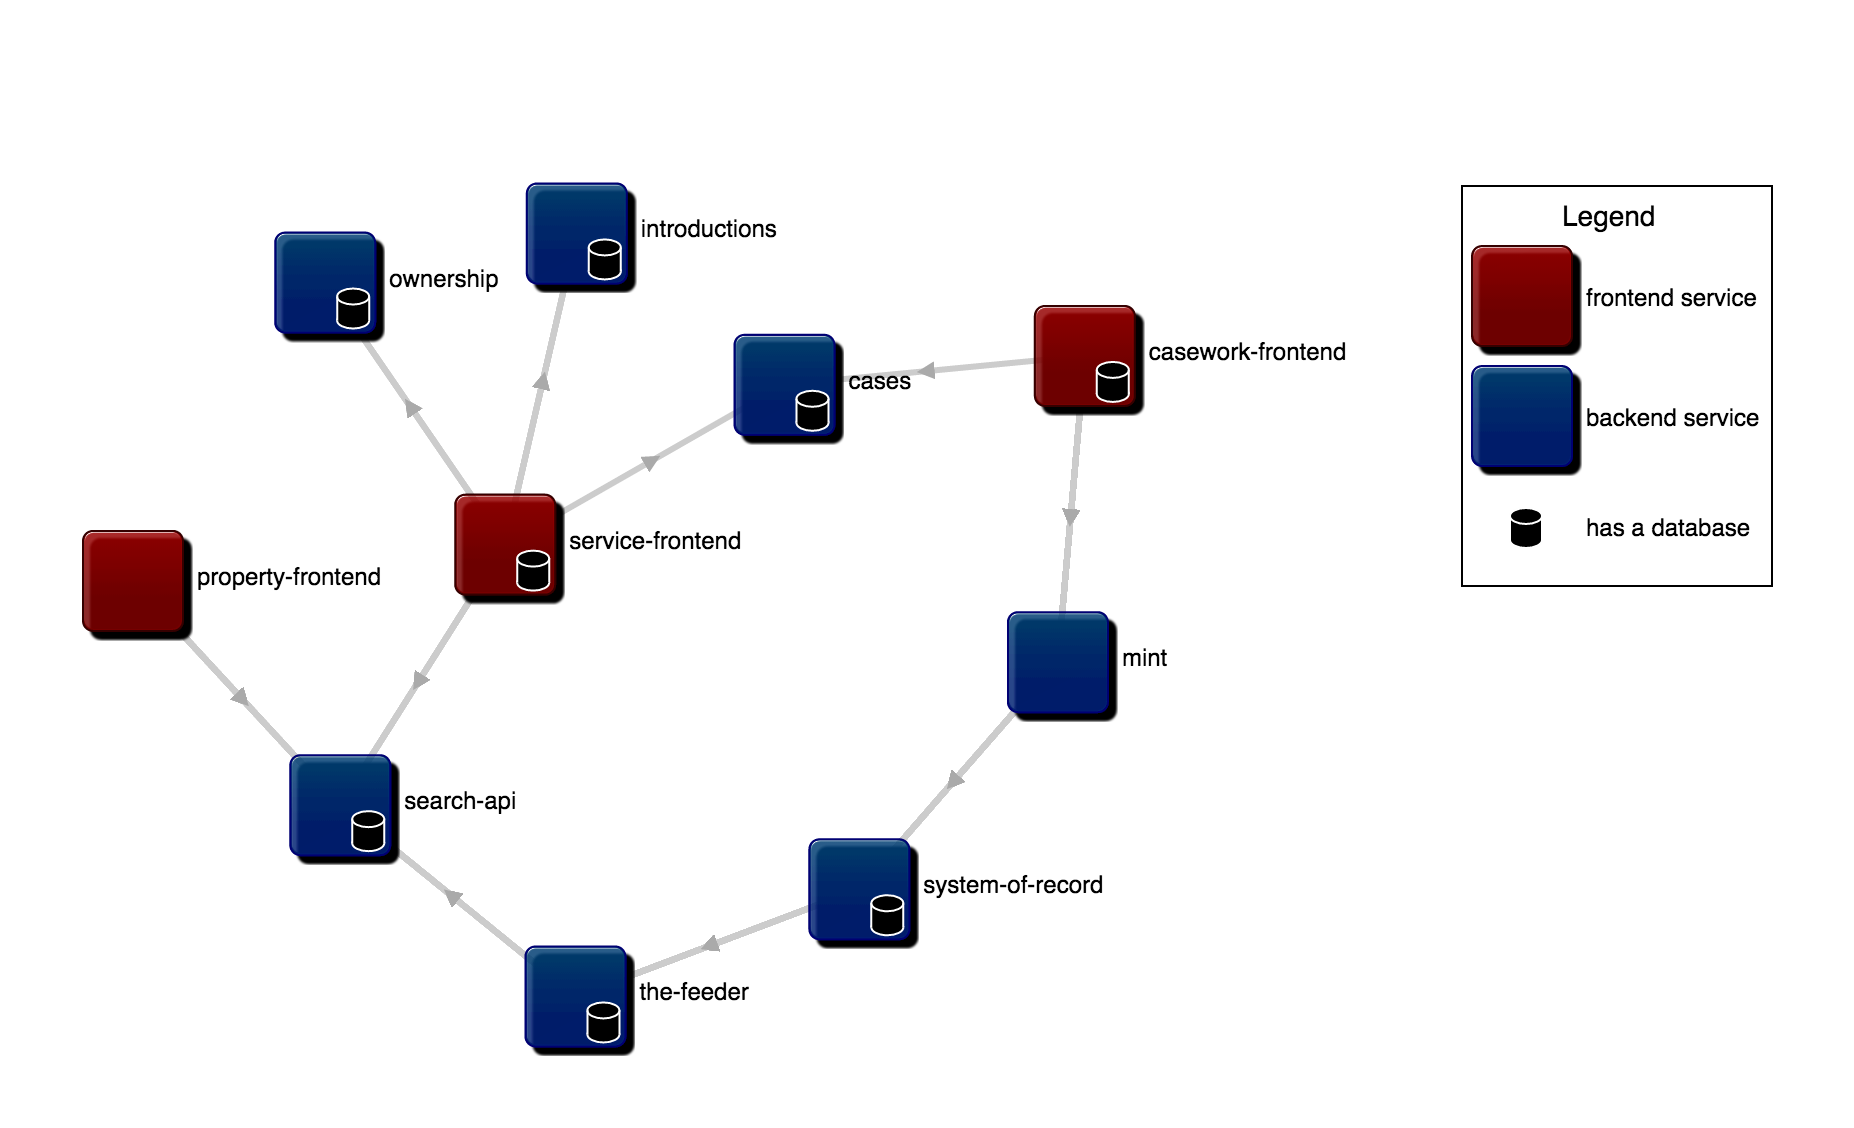 introductions
ownership
casework-frontend
cases
service-frontend
property-frontend
mint
search-api
system-of-record
the-feeder
Legend
frontend service
backend service
has a database